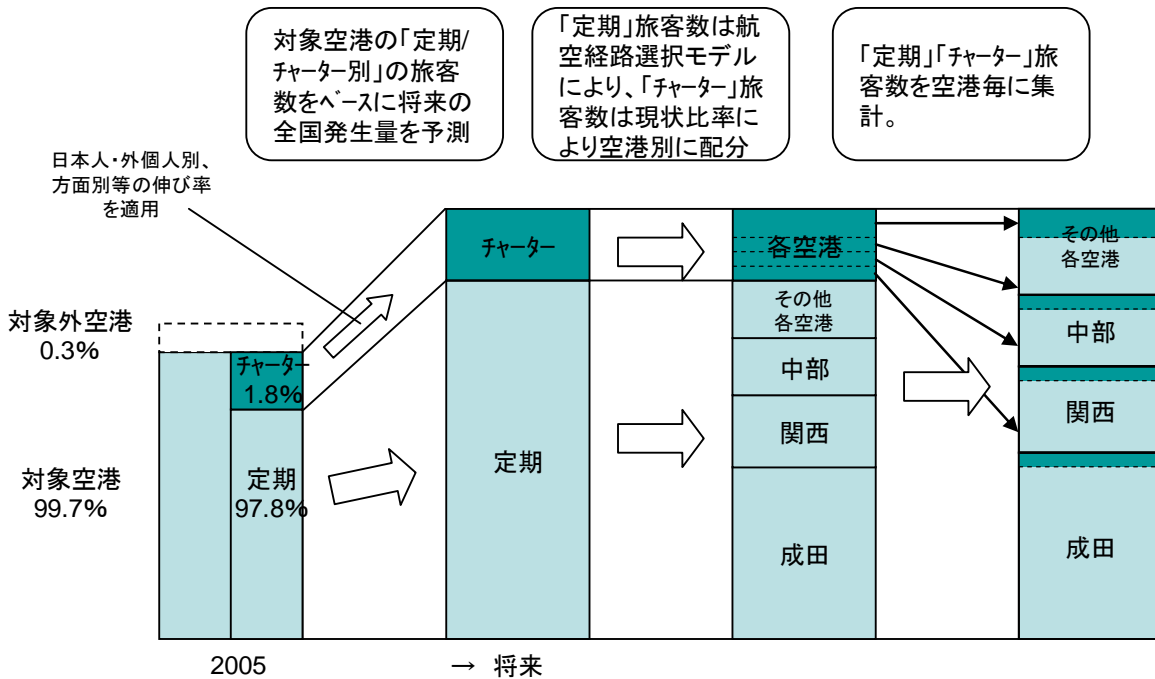 対象空港の「定期/
チャーター別」の旅客
数をベースに将来の
全国発生量を予測
「定期」旅客数は航
空経路選択モデル
により、「チャーター」旅
客数は現状比率に
より空港別に配分
「定期」「チャーター」旅
客数を空港毎に集
計。
日本人・外個人別、
方面別等の伸び率
を適用
チャーター
各空港
その他
各空港
対象外空港
0.3%
その他
各空港
中部
チャーター
1.8%
中部
関西
関西
定期
対象空港
99.7%
定期
97.8%
成田
成田
2005
→ 将来